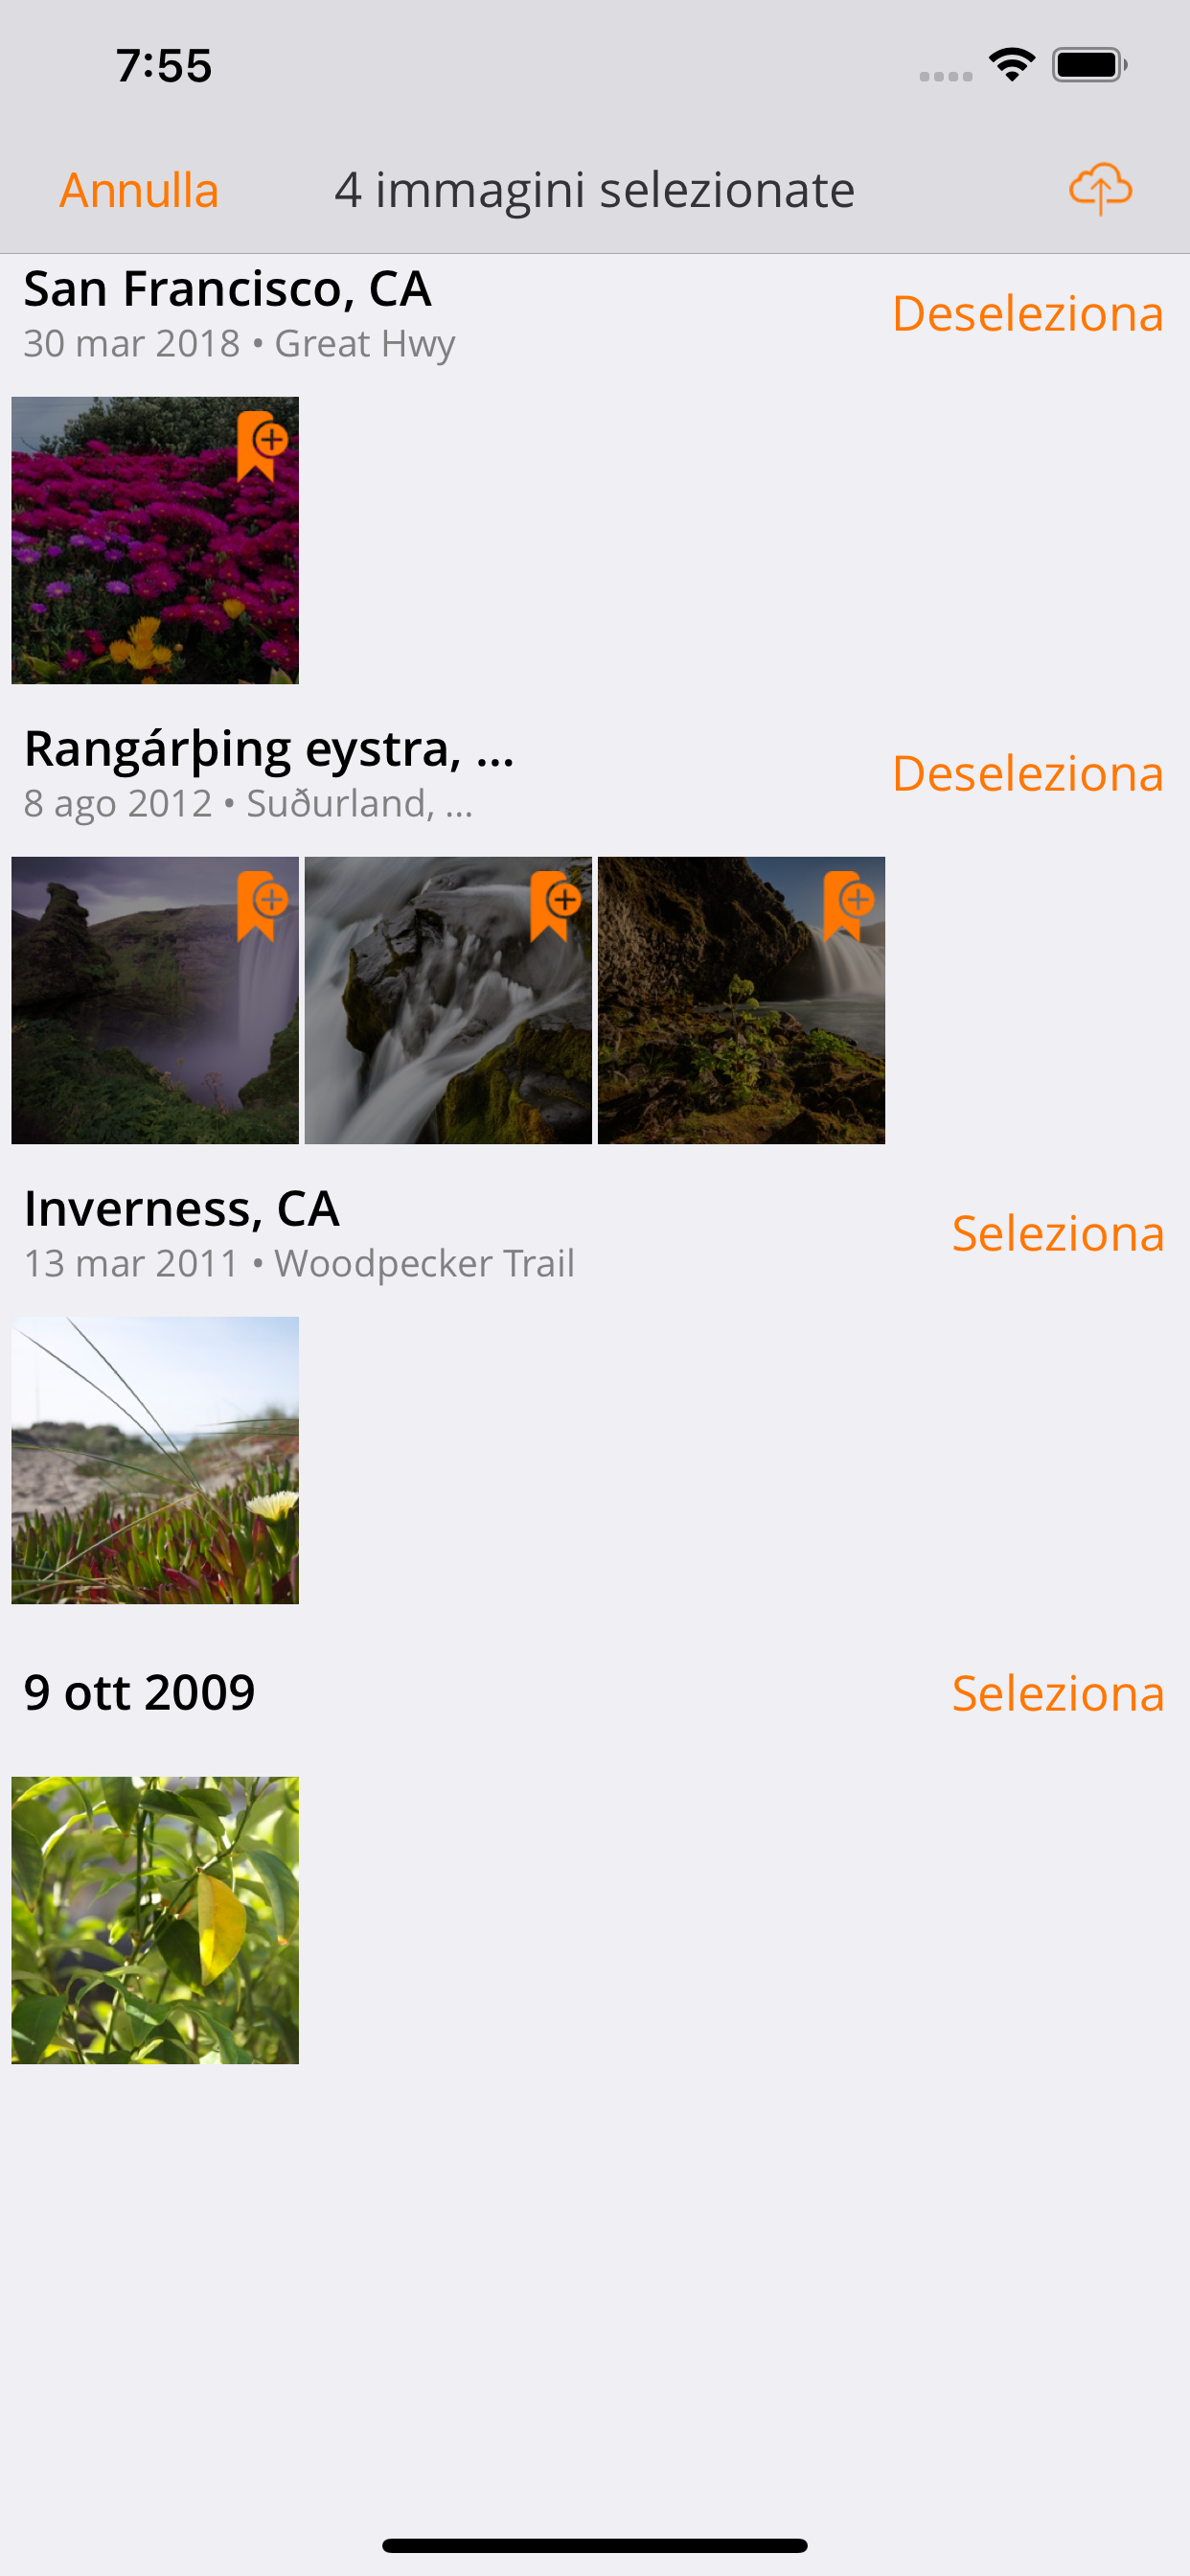 7:55
Annulla 4 immagini selezionate
San Francisco, CA
Deseleziona
30 mar 2018 • Great Hwy
Rangárþing eystra, ...
Deseleziona
8 ago 2012 • Suðurland, ...
Inverness, CA
Seleziona
13 mar 2011 • Woodpecker Trail
9 ott 2009
Seleziona